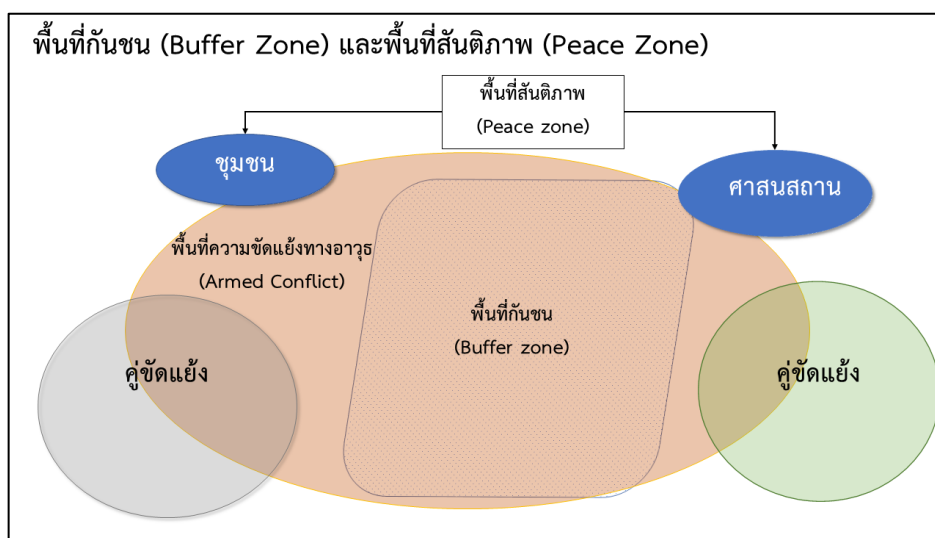 พื้นที่กันชน (Buffer Zone) และพื้นที่สันติภาพ (Peace Zone)
พื้นที่สันติภาพ
(Peace zone)
ชุมชน
ศาสนสถาน
พื้นที่ความขัดแย้งทางอาวุธ
(Armed Conflict)
พื้นที่กันชน
(Buffer zone)
คู่ขัดแย้ง
คู่ขัดแย้ง